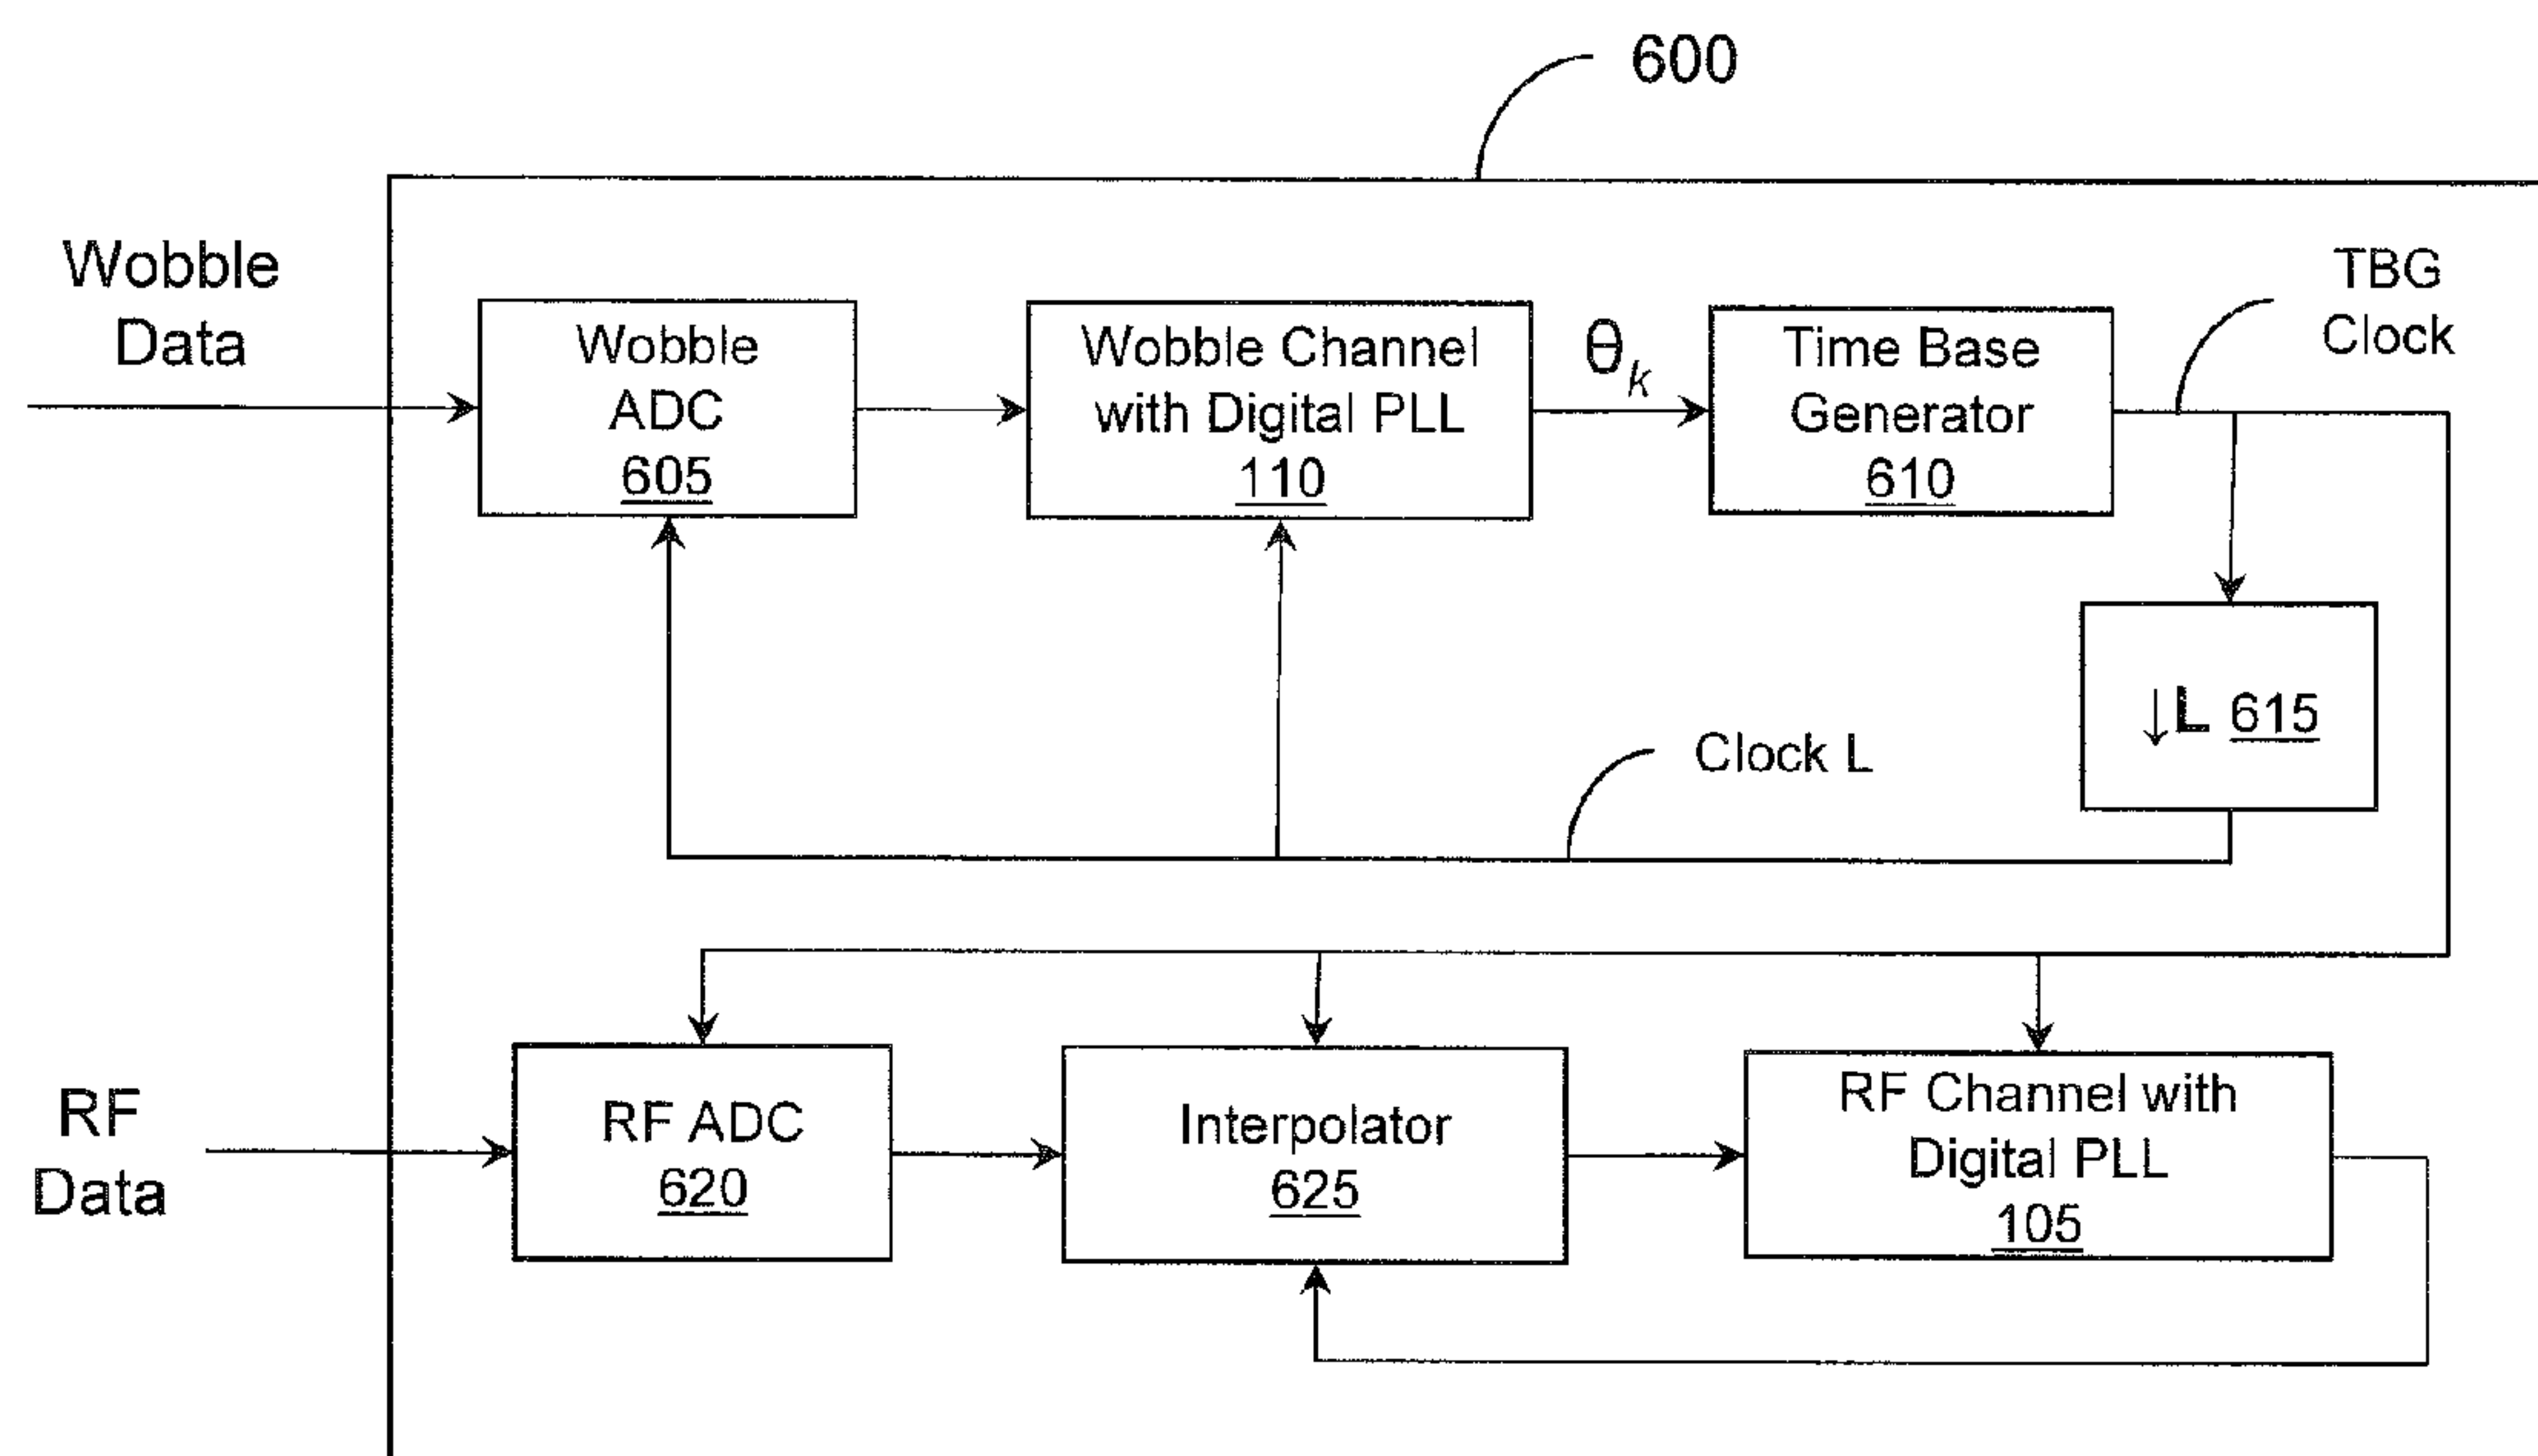 600
Wobble
Data
Wobble
ADC
605
Wobble Channel
with Digital PLL
110
θk
Time Base
Generator
610
TBG
Clock
↓L 615
Clock L
RF
Data
RF ADC
620
Interpolator
625
RF Channel with
Digital PLL
105